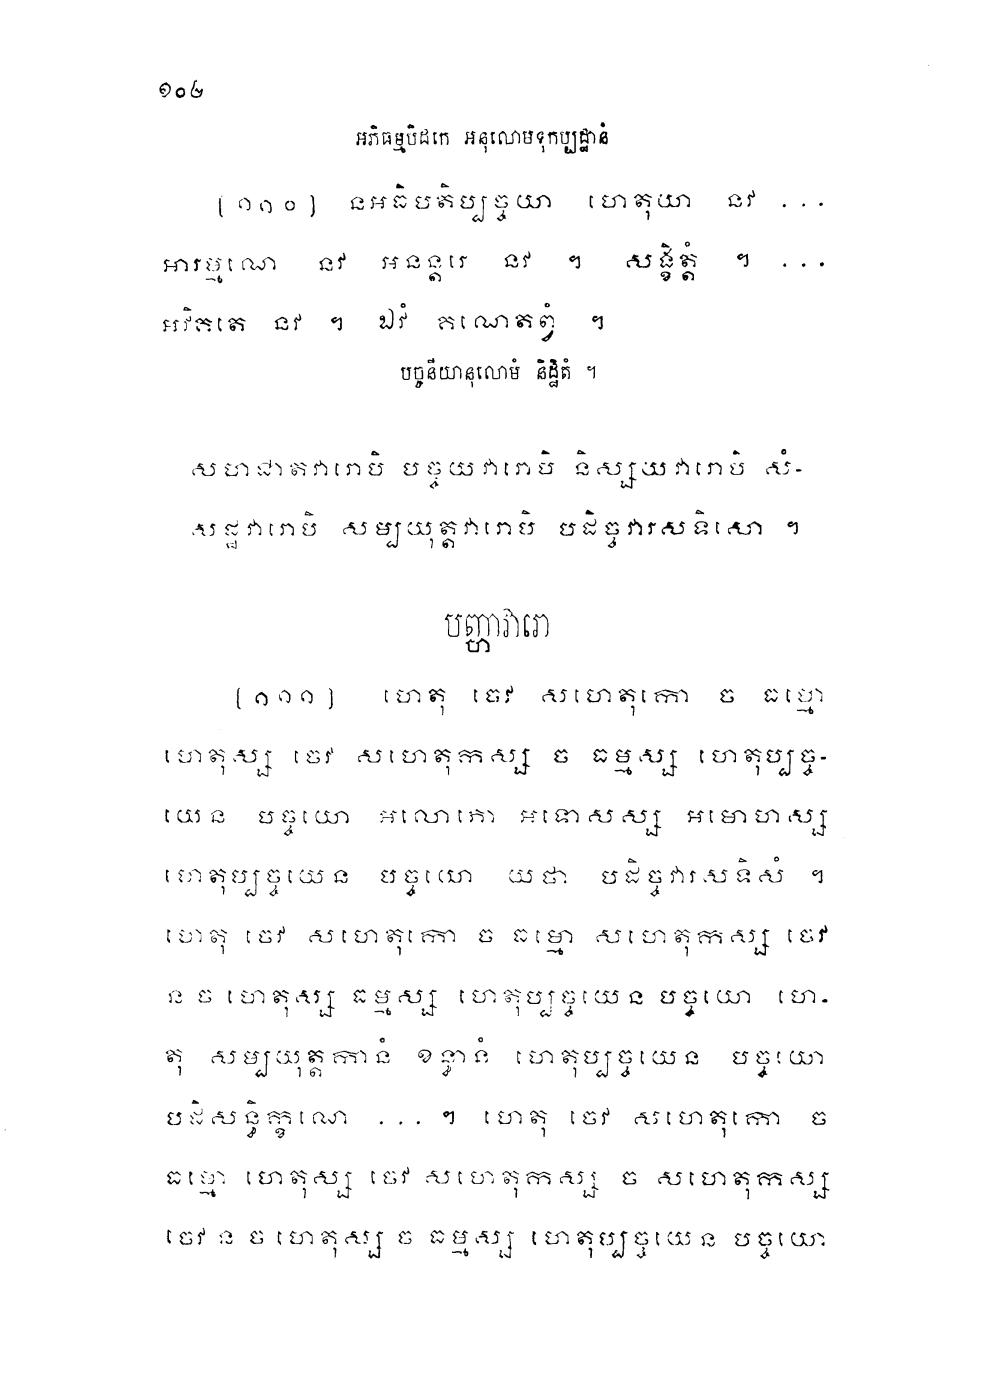 ១០៤
អភិធម្មបិដកេ អនុលោមទុកប្បដ្ឋានំ
(១១០) នអធិបតិប្បច្ចយា ហេតុយា នវ ...
អារម្មណេ នវ អនន្តរេ នវ ។ សង្ខិត្តំ ។ ...
អវិគតេ នវ ។ ឯវំ គណេតព្វំ ។
បច្ចនីយានុលោមំ និដ្ឋិតំ ។
សហជាតវារោបិ បច្ចយវារោបិ និស្សយវារោបិ សំ-
សដ្ឋវារោបិ សម្បយុត្តវារោបិ បដិច្ចវារសទិសោ ។
បញ្ហាវារោ
(១១១) ហេតុ ចេវ សហេតុកោ ច ធម្មោ
ហេតុស្ស ចេវ សហេតុកស្ស ច ធម្មស្ស ហេតុប្បច្ច-
យេន បច្ចយោ អលោភោ អទោសស្ស អមោហស្ស
ហេតុប្បច្ចយេន បច្ចយោ យថា បដិច្ចវារសទិសំ ។
ហេតុ ចេវ សហេតុកោ ច ធម្មោ សហេតុកស្ស ចេវ
ន ច ហេតុស្ស ធម្មស្ស ហេតុប្បច្ចយេន បច្ចយោ ហេ-
តុ សម្បយុត្តកានំ ខន្ធានំ ហេតុប្បច្ចយេន បច្ចយោ
បដិសន្ធិក្ខណេ ... ។ ហេតុ ចេវ សហេតុកោ ច
ធម្មោ ហេតុស្ស ចេវ សហេតុកស្ស ច សហេតុកស្ស
ចេវ ន ច ហេតុស្ស ច ធម្មស្ស ហេតុប្បច្ចយេន បច្ចយោ